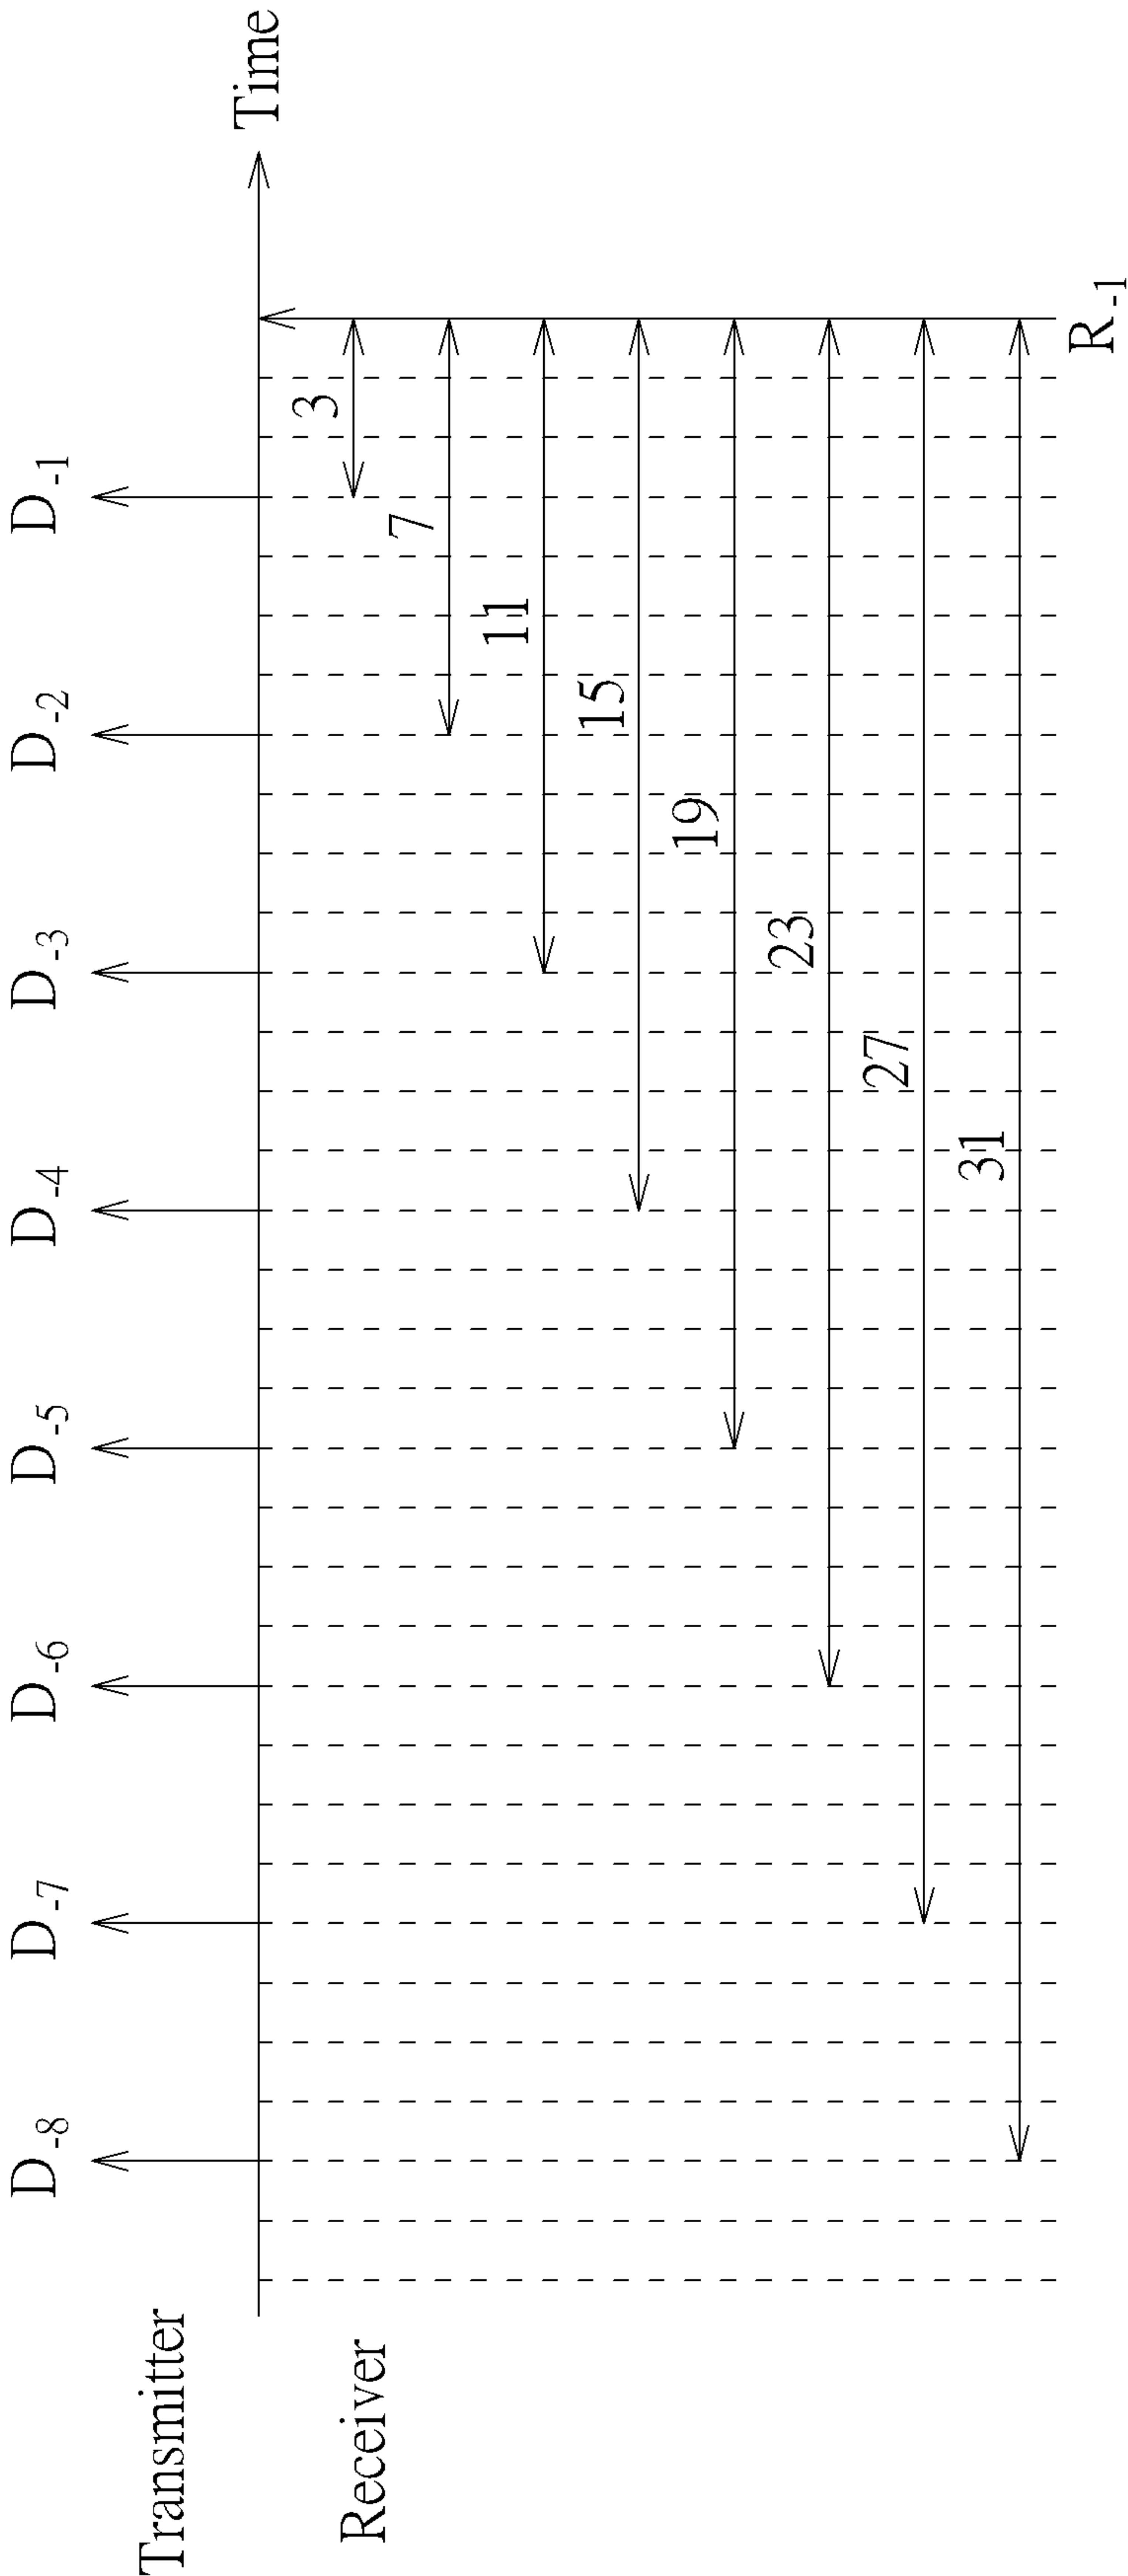 D-8 D-7 D-6 D-5 D-4 D-3 D-2 D-1
Transmitter
Time
Receiver
3
7
11
15
19
23
27
31
R-1